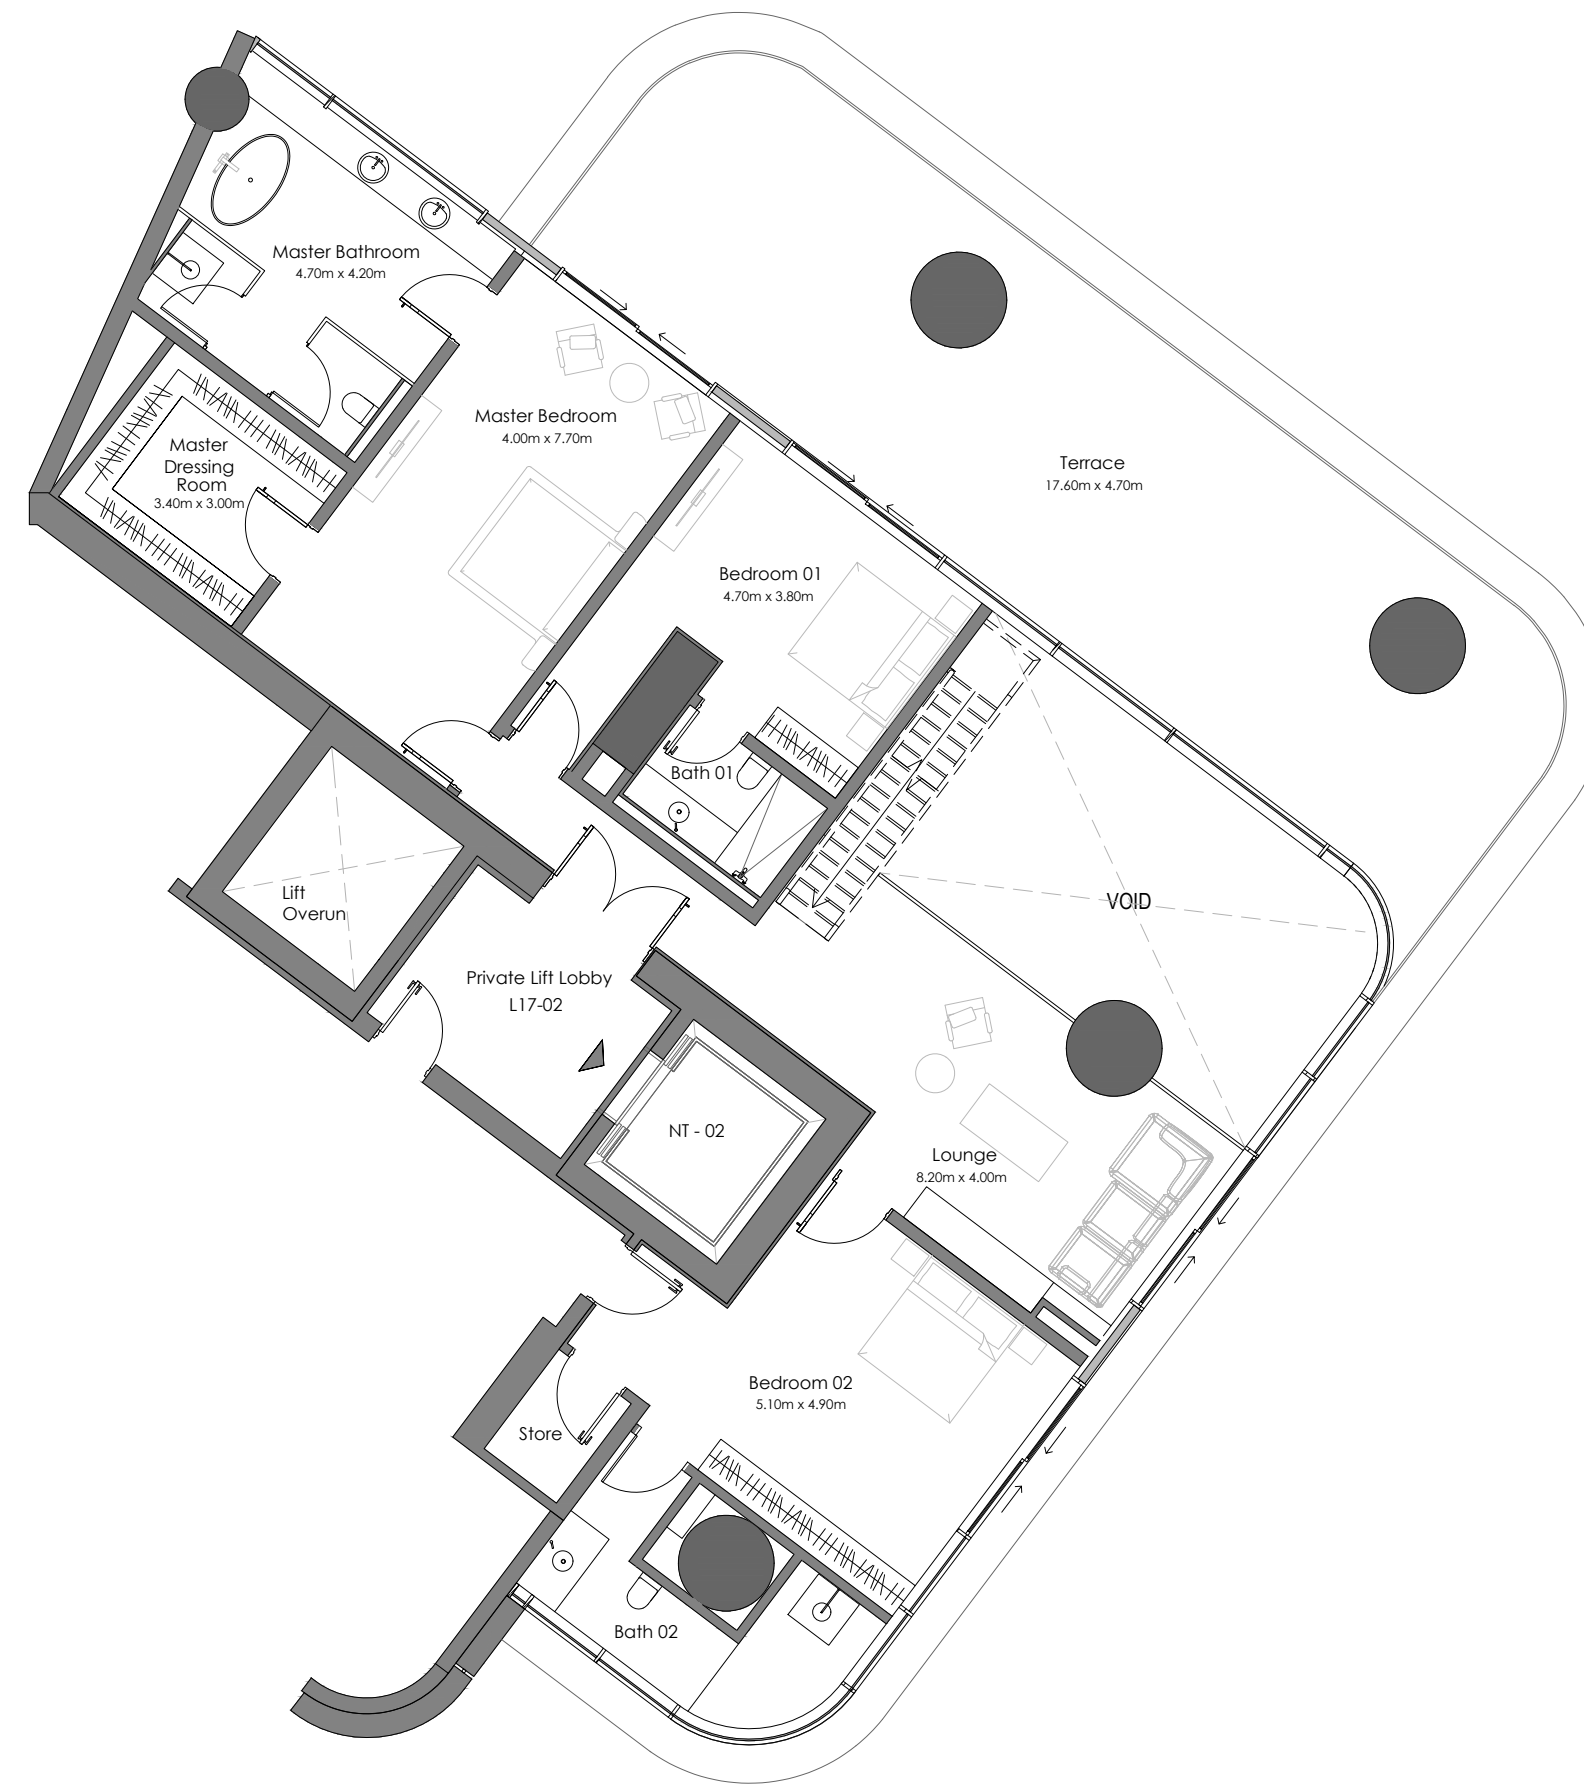 Master Bathroom
4.70m x 4.20m
Master Bedroom
4.00m x 7.70m
Master
Dressing
Room
3.40m x 3.00m
Terrace
17.60m x 4.70m
Bedroom 01
4.70m x 3.80m
Bath 01
Lift
Overun
VOID
Private Lift Lobby
L17-02
NT - 02
Lounge
8.20m x 4.00m
Bedroom 02
5.10m x 4.90m
Store
Bath 02